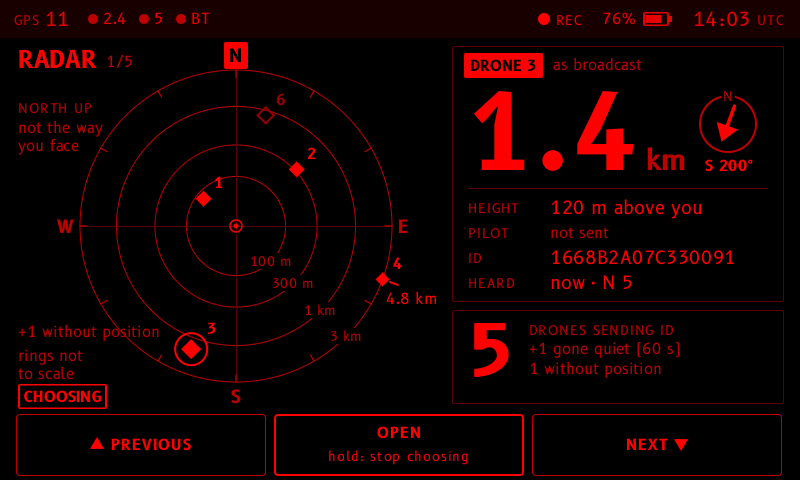 GPS 11 2.4 5 BT REC 76% 14:03 UTC
RADAR 1/5
N
NORTH UP
not the way
you face
6
2
1
W
E
100 m
300 m
1 km
3 km
4
4.8 km
3
+1 without position
rings not
to scale
CHOOSING
S
DRONE 3 as broadcast
1.4 km
N
S 200°
HEIGHT 120 m above you
PILOT not sent
ID 1668B2A07C330091
HEARD now · N 5
5
DRONES SENDING ID
+1 gone quiet (60 s)
1 without position
▲ PREVIOUS
OPEN
hold: stop choosing
NEXT ▼